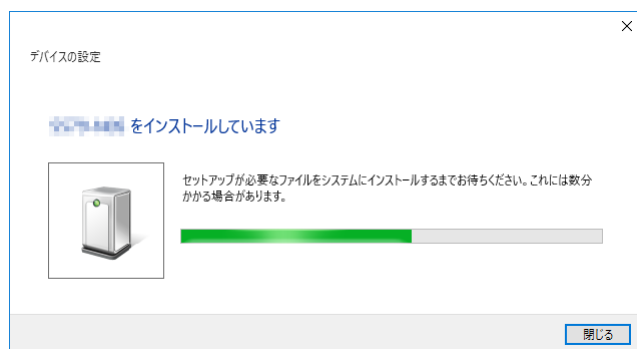 デバイスの設定
をインストールしています
セットアップが必要なファイルをシステムにインストールするまでお待ちください。これには数分
かかる場合があります。
閉じる